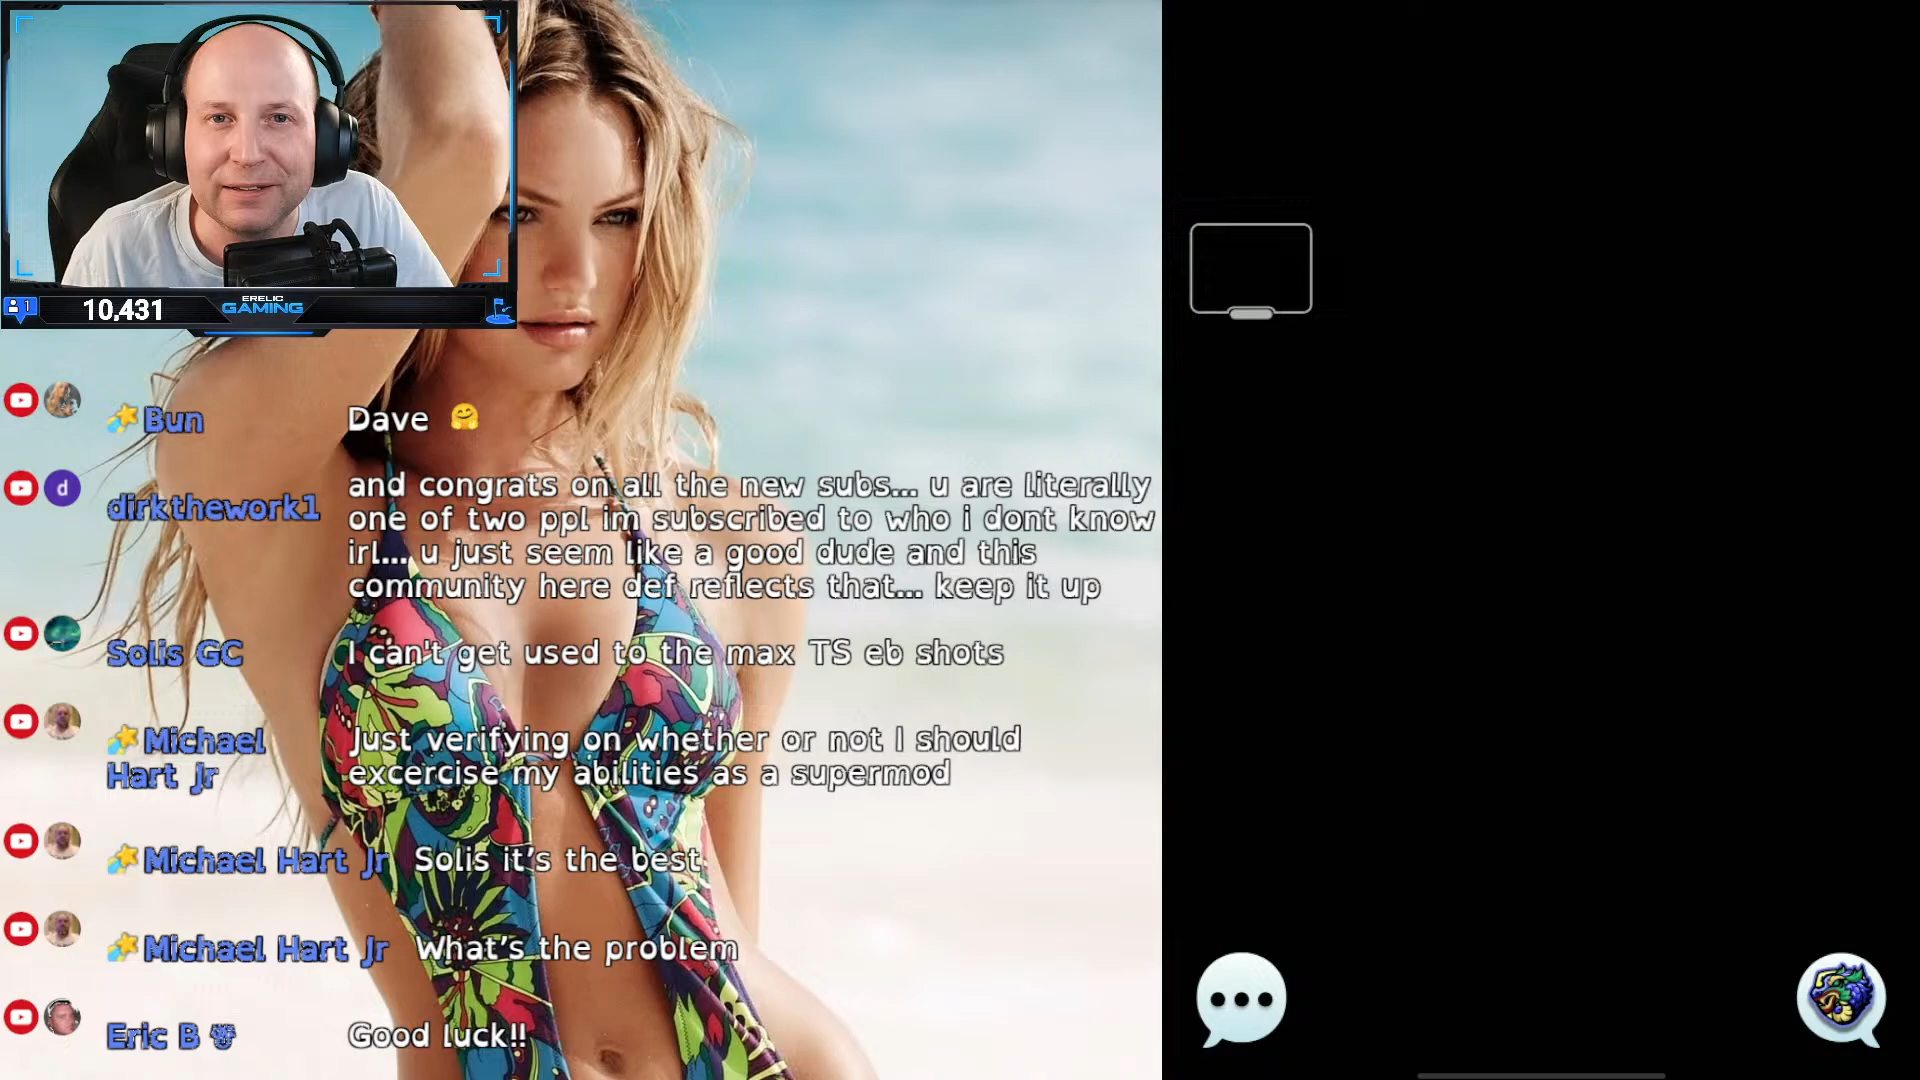 1
10,431
ERELIC
GAMING
Bun Dave 🤗
d
dirkthework1 and congrats on all the new subs... u are literally
one of two ppl im subscribed to who i dont know
irl... u just seem like a good dude and this
community here def reflects that... keep it up
Solis GC I can't get used to the max TS eb shots
Michael Just verifying on whether or not I should
Hart Jr excercise my abilities as a supermod
Michael Hart Jr Solis it's the best
Michael Hart Jr What's the problem
Eric B Good luck!!